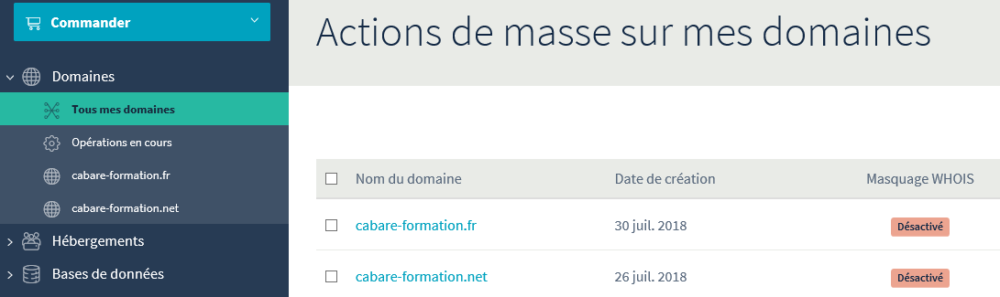 Commander
Domaines
Tous mes domaines
Opérations en cours
cabare-formation.fr
cabare-formation.net
Hébergements
Bases de données
Actions de masse sur mes domaines
Nom du domaine Date de création Masquage WHOIS
cabare-formation.fr 30 juil. 2018 Désactivé
cabare-formation.net 26 juil. 2018 Désactivé